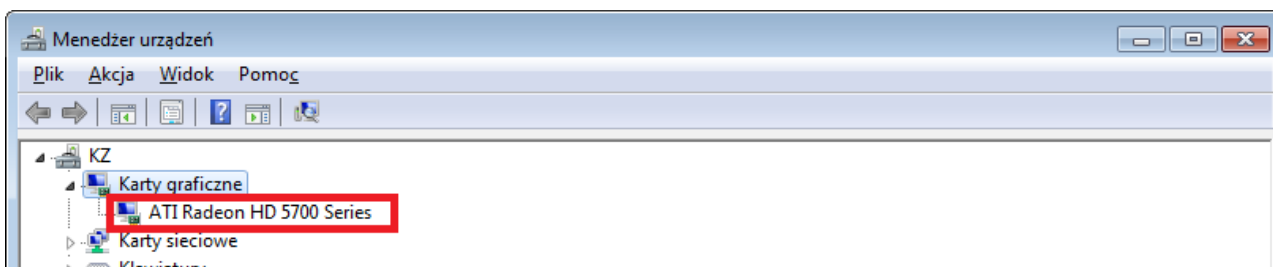 Menedżer urządzeń
Plik Akcja Widok Pomoc
KZ
Karty graficzne
ATI Radeon HD 5700 Series
Karty sieciowe